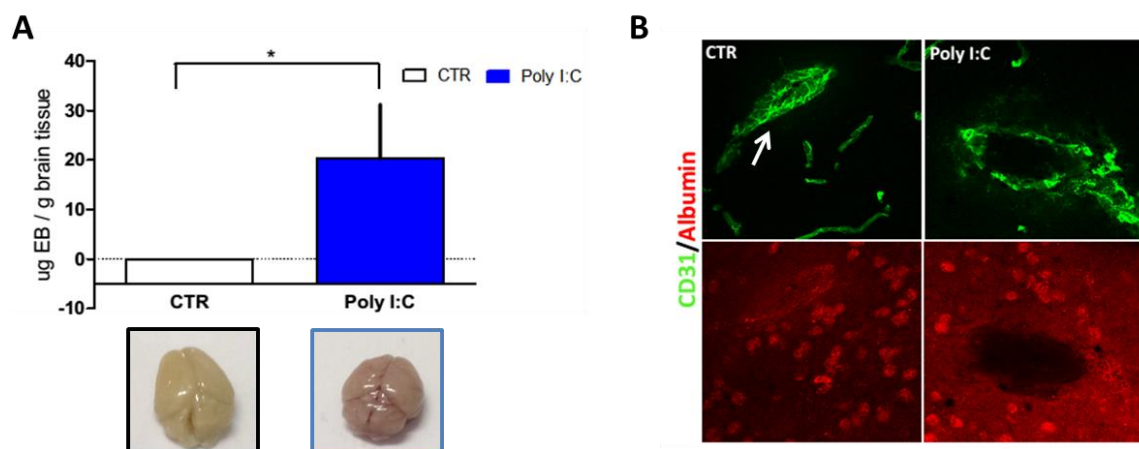 A
*
CTR
Poly I:C
ug EB / g brain tissue
40
30
20
10
0
-10
CTR
Poly I:C
B
CTR
Poly I:C
CD31/Albumin